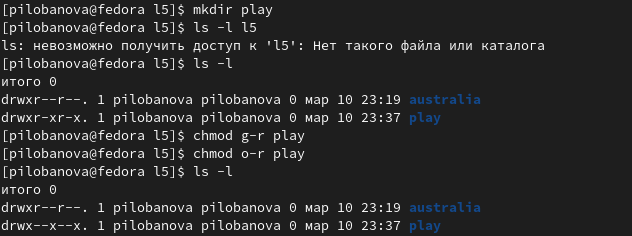 [pilobanova@fedora l5]$ mkdir play
[pilobanova@fedora l5]$ ls -l l5
ls: невозможно получить доступ к 'l5': Нет такого файла или каталога
[pilobanova@fedora l5]$ ls -l
итого 0
drwxr--r--. 1 pilobanova pilobanova 0 мар 10 23:19 australia
drwxr-xr-x. 1 pilobanova pilobanova 0 мар 10 23:37 play
[pilobanova@fedora l5]$ chmod g-r play
[pilobanova@fedora l5]$ chmod o-r play
[pilobanova@fedora l5]$ ls -l
итого 0
drwxr--r--. 1 pilobanova pilobanova 0 мар 10 23:19 australia
drwx--x--x. 1 pilobanova pilobanova 0 мар 10 23:37 play